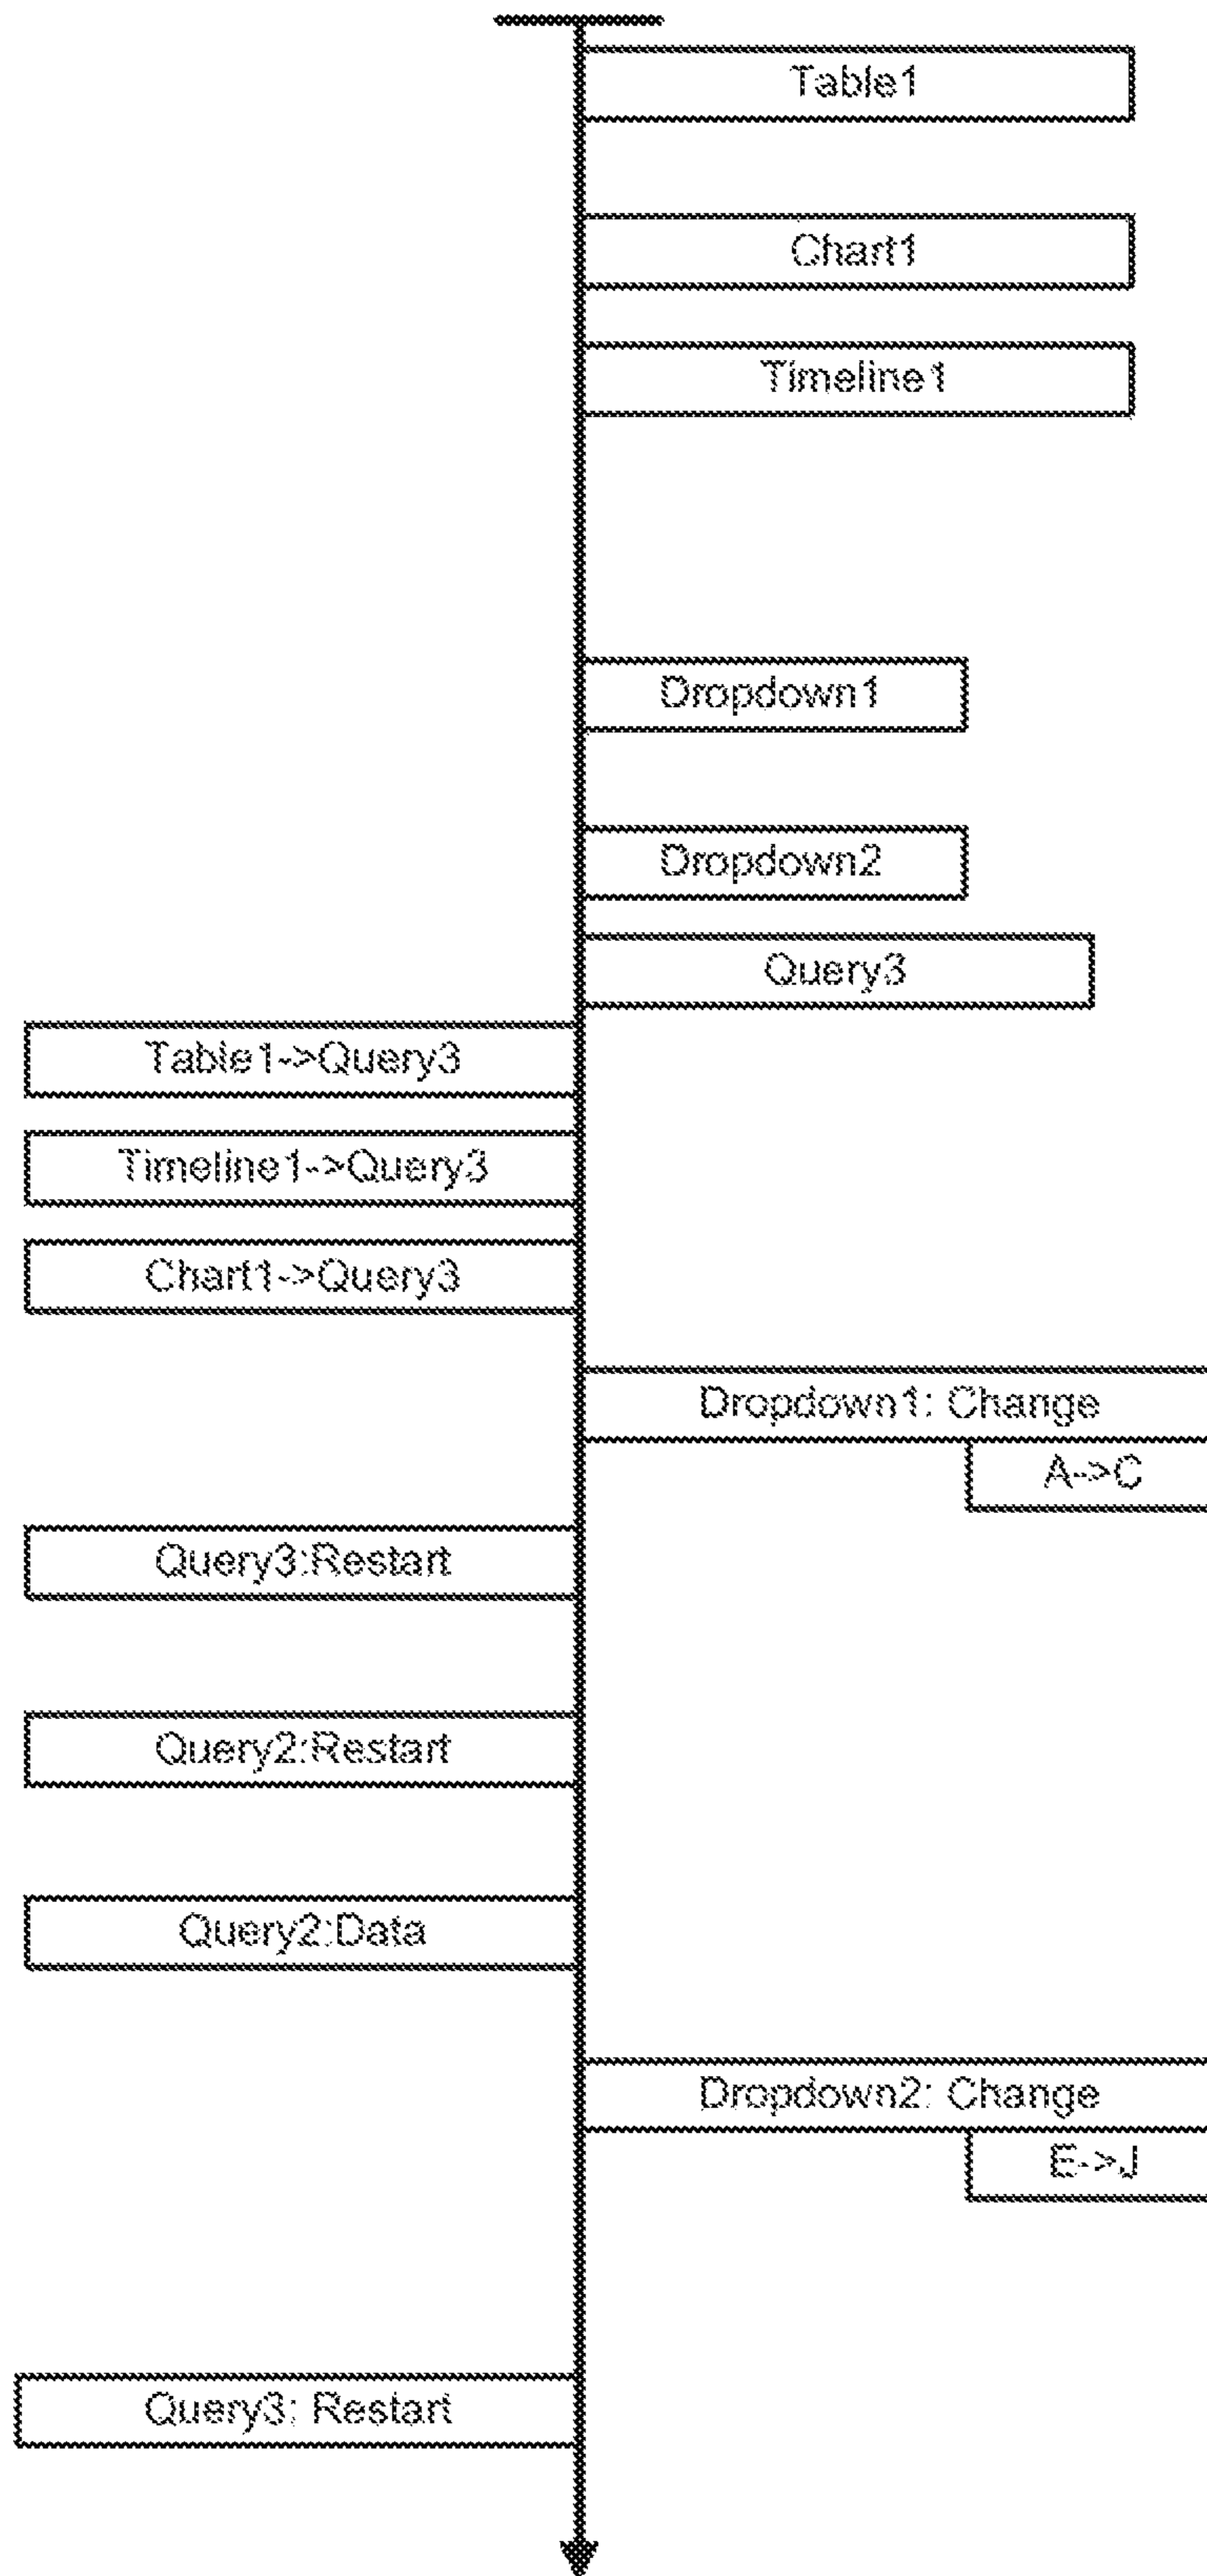 Table1
Chart1
Timeline1
Dropdown1
Dropdown2
Query3
Table1->Query3
Timeline1->Query3
Chart1->Query3
Dropdown1: Change
A->C
Query3:Restart
Query2:Restart
Query2:Data
Dropdown2: Change
E->J
Query3: Restart